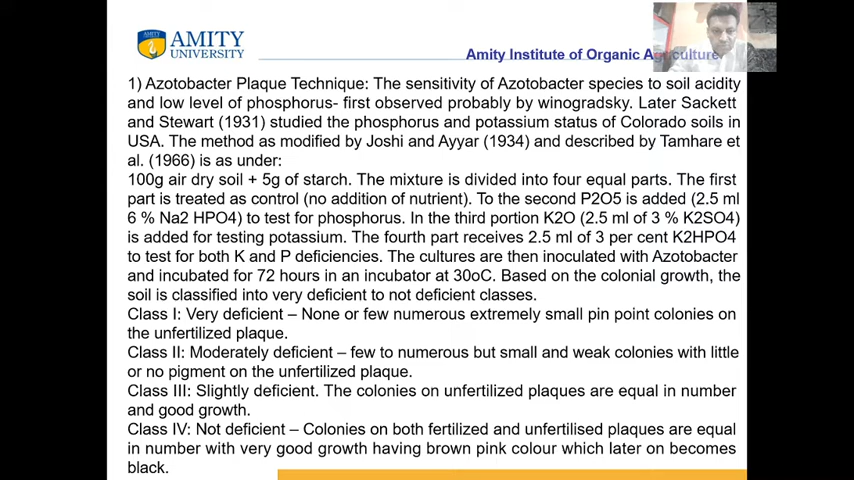 AMITY
AMITY
UNIVERSITY
Amity Institute of Organic Agriculture
1) Azotobacter Plaque Technique: The sensitivity of Azotobacter species to soil acidity
and low level of phosphorus- first observed probably by winogradsky. Later Sackett
and Stewart (1931) studied the phosphorus and potassium status of Colorado soils in
USA. The method as modified by Joshi and Ayyar (1934) and described by Tamhare et
al. (1966) is as under:
100g air dry soil + 5g of starch. The mixture is divided into four equal parts. The first
part is treated as control (no addition of nutrient). To the second P2O5 is added (2.5 ml
6 % Na2 HPO4) to test for phosphorus. In the third portion K2O (2.5 ml of 3 % K2SO4)
is added for testing potassium. The fourth part receives 2.5 ml of 3 per cent K2HPO4
to test for both K and P deficiencies. The cultures are then inoculated with Azotobacter
and incubated for 72 hours in an incubator at 30oC. Based on the colonial growth, the
soil is classified into very deficient to not deficient classes.
Class I: Very deficient – None or few numerous extremely small pin point colonies on
the unfertilized plaque.
Class II: Moderately deficient – few to numerous but small and weak colonies with little
or no pigment on the unfertilized plaque.
Class III: Slightly deficient. The colonies on unfertilized plaques are equal in number
and good growth.
Class IV: Not deficient – Colonies on both fertilized and unfertilised plaques are equal
in number with very good growth having brown pink colour which later on becomes
black.